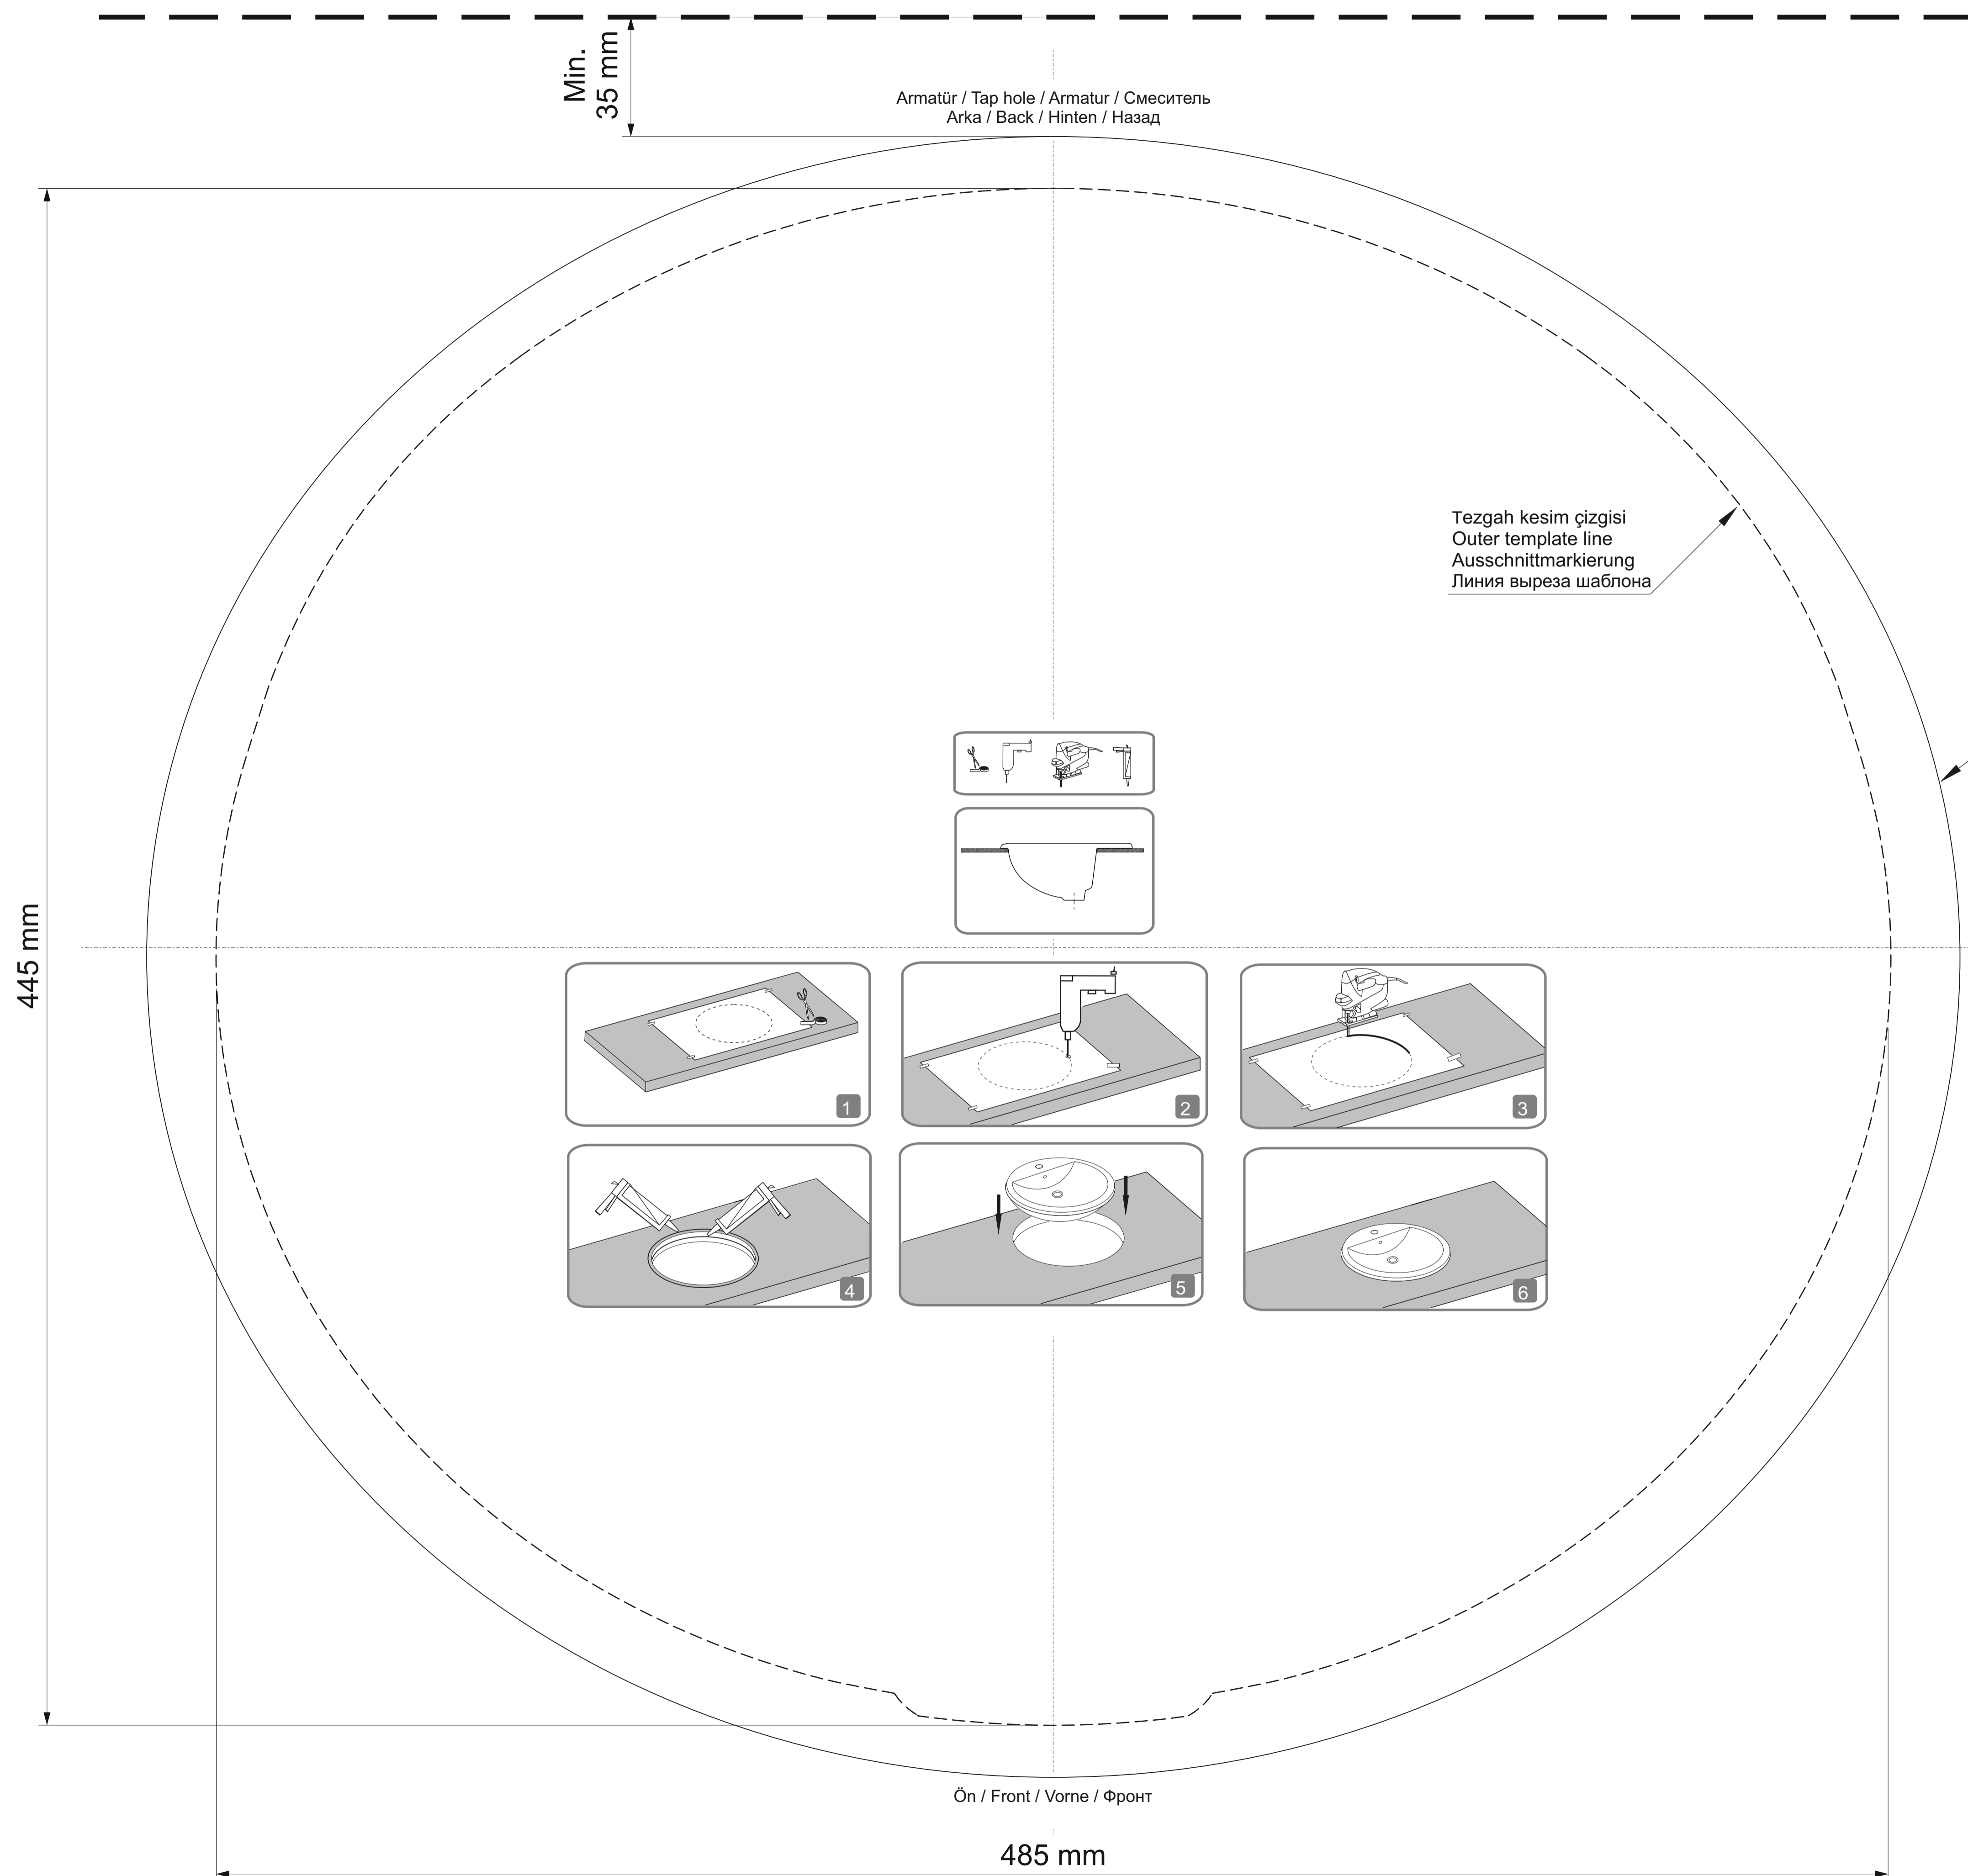 Min.
35 mm
Armatür / Tap hole / Armatur / Смеситель
Arka / Back / Hinten / Назад
Tezgah kesim çizgisi
Outer template line
Ausschnittmarkierung
Линия выреза шаблона
445 mm
1
2
3
4
5
6
Ön / Front / Vorne / Фронт
485 mm